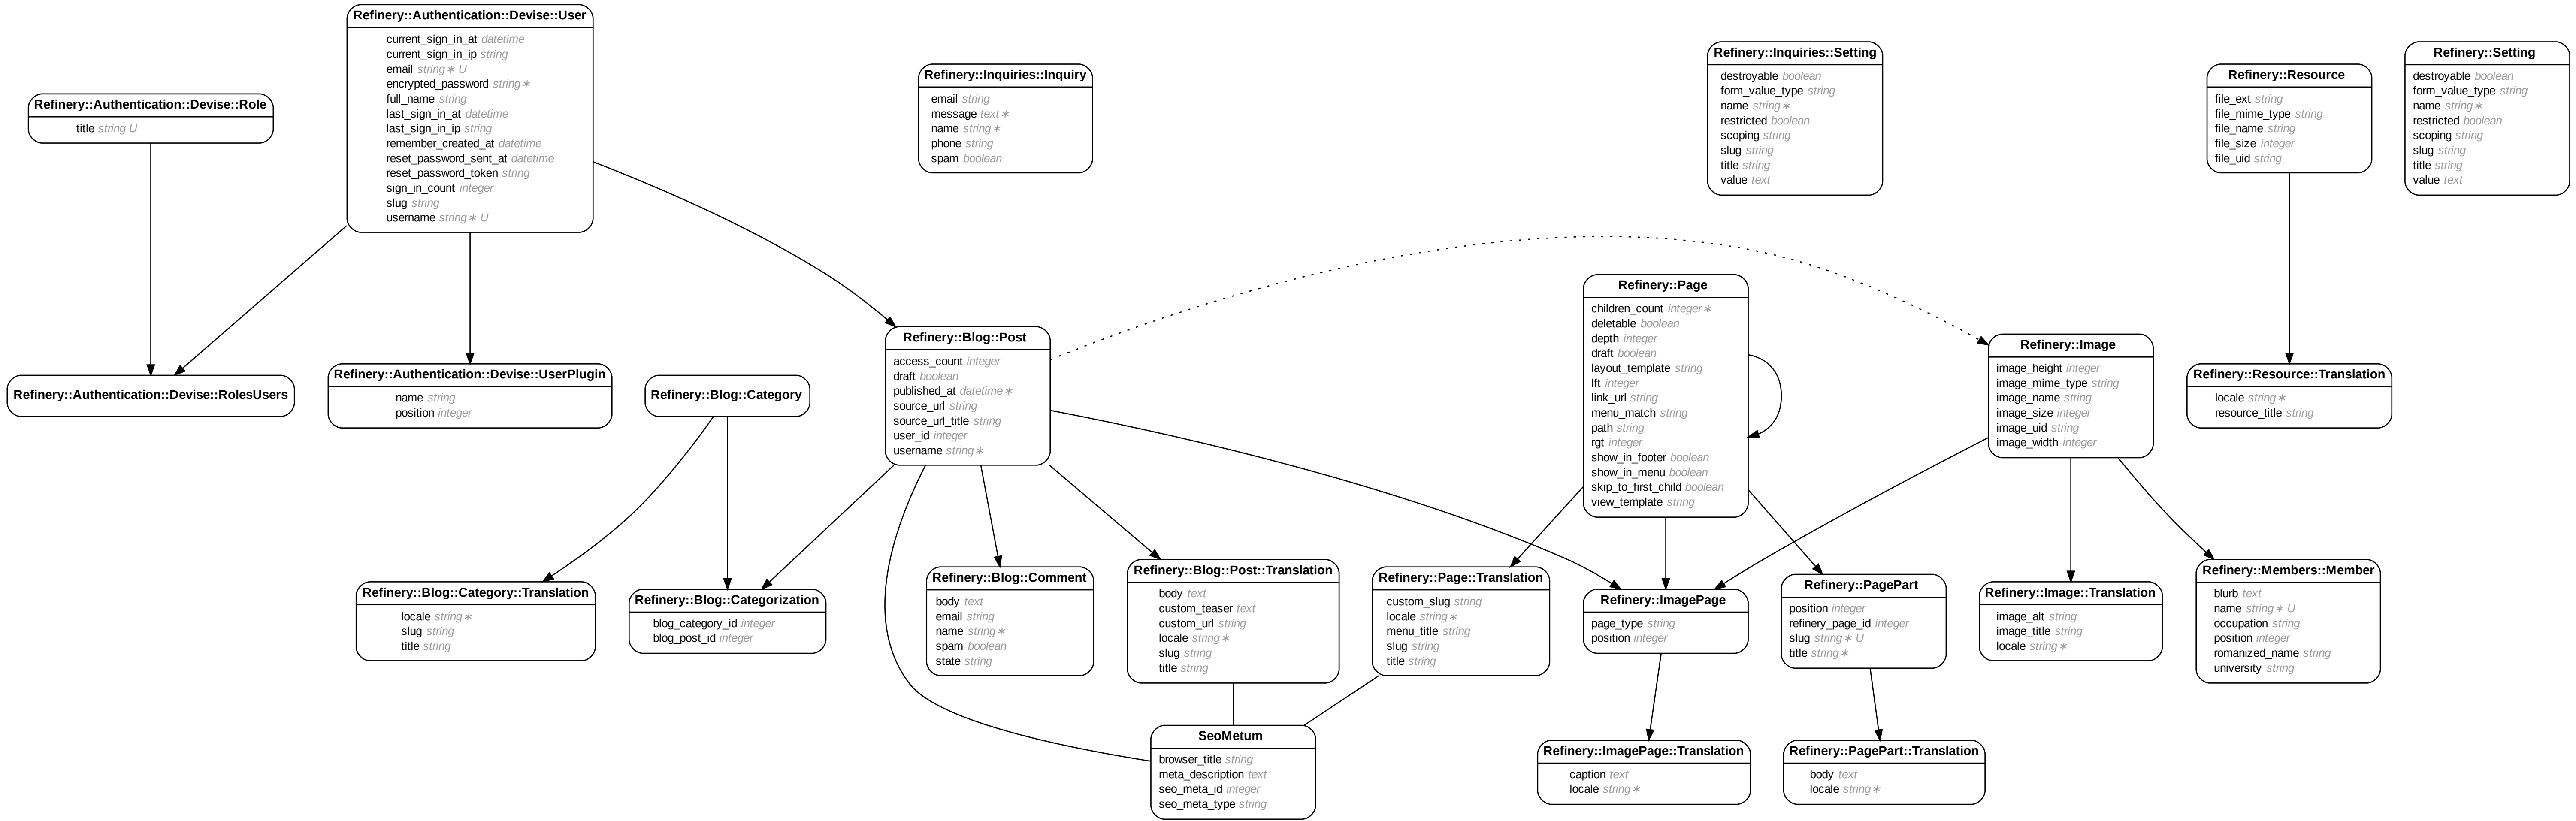 Refinery::Authentication::Devise::User
current_sign_in_at datetime
current_sign_in_ip string
email string∗ U
encrypted_password string∗
full_name string
last_sign_in_at datetime
last_sign_in_ip string
remember_created_at datetime
reset_password_sent_at datetime
reset_password_token string
sign_in_count integer
slug string
username string∗ U
Refinery::Authentication::Devise::Role
title string U
Refinery::Inquiries::Inquiry
email string
message text∗
name string∗
phone string
spam boolean
Refinery::Inquiries::Setting
destroyable boolean
form_value_type string
name string∗
restricted boolean
scoping string
slug string
title string
value text
Refinery::Resource
file_ext string
file_mime_type string
file_name string
file_size integer
file_uid string
Refinery::Setting
destroyable boolean
form_value_type string
name string∗
restricted boolean
scoping string
slug string
title string
value text
Refinery::Authentication::Devise::RolesUsers
Refinery::Authentication::Devise::UserPlugin
name string
position integer
Refinery::Blog::Category
Refinery::Blog::Post
access_count integer
draft boolean
published_at datetime∗
source_url string
source_url_title string
user_id integer
username string∗
Refinery::Page
children_count integer∗
deletable boolean
depth integer
draft boolean
layout_template string
lft integer
link_url string
menu_match string
path string
rgt integer
show_in_footer boolean
show_in_menu boolean
skip_to_first_child boolean
view_template string
Refinery::Image
image_height integer
image_mime_type string
image_name string
image_size integer
image_uid string
image_width integer
Refinery::Resource::Translation
locale string∗
resource_title string
Refinery::Blog::Category::Translation
locale string∗
slug string
title string
Refinery::Blog::Categorization
blog_category_id integer
blog_post_id integer
Refinery::Blog::Comment
body text
email string
name string∗
spam boolean
state string
Refinery::Blog::Post::Translation
body text
custom_teaser text
custom_url string
locale string∗
slug string
title string
Refinery::Page::Translation
custom_slug string
locale string∗
menu_title string
slug string
title string
Refinery::ImagePage
page_type string
position integer
Refinery::PagePart
position integer
refinery_page_id integer
slug string∗ U
title string∗
Refinery::Image::Translation
image_alt string
image_title string
locale string∗
Refinery::Members::Member
blurb text
name string∗ U
occupation string
position integer
romanized_name string
university string
SeoMetum
browser_title string
meta_description text
seo_meta_id integer
seo_meta_type string
Refinery::ImagePage::Translation
caption text
locale string∗
Refinery::PagePart::Translation
body text
locale string∗